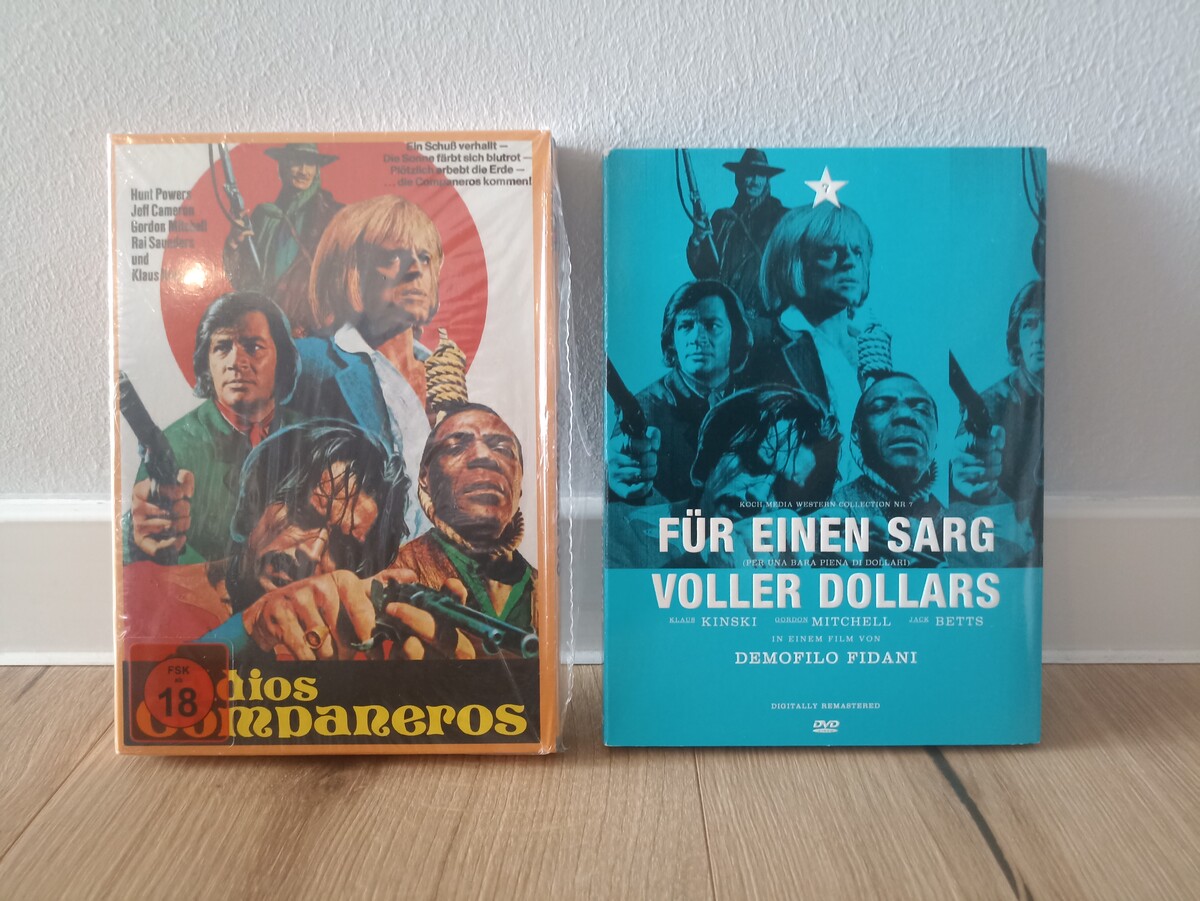 Ein Schuß verhallt —
Die Sonne färbt sich blutrot —
Plötzlich erbebt die Erde —
...die Companeros kommen!
Hunt Powers
Jeff Cameron
Gordon Mitchell
Rai Saunders
und
Klaus
FSK
ab
18
Adios
Companeros
?
KOCH MEDIA WESTERN COLLECTION NR 7
FÜR EINEN SARG
(PER UNA BARA PIENA DI DOLLARI)
VOLLER DOLLARS
KLAUS KINSKI GORDON MITCHELL JACK BETTS
IN EINEM FILM VON
DEMOFILO FIDANI
DIGITALLY REMASTERED
DVD